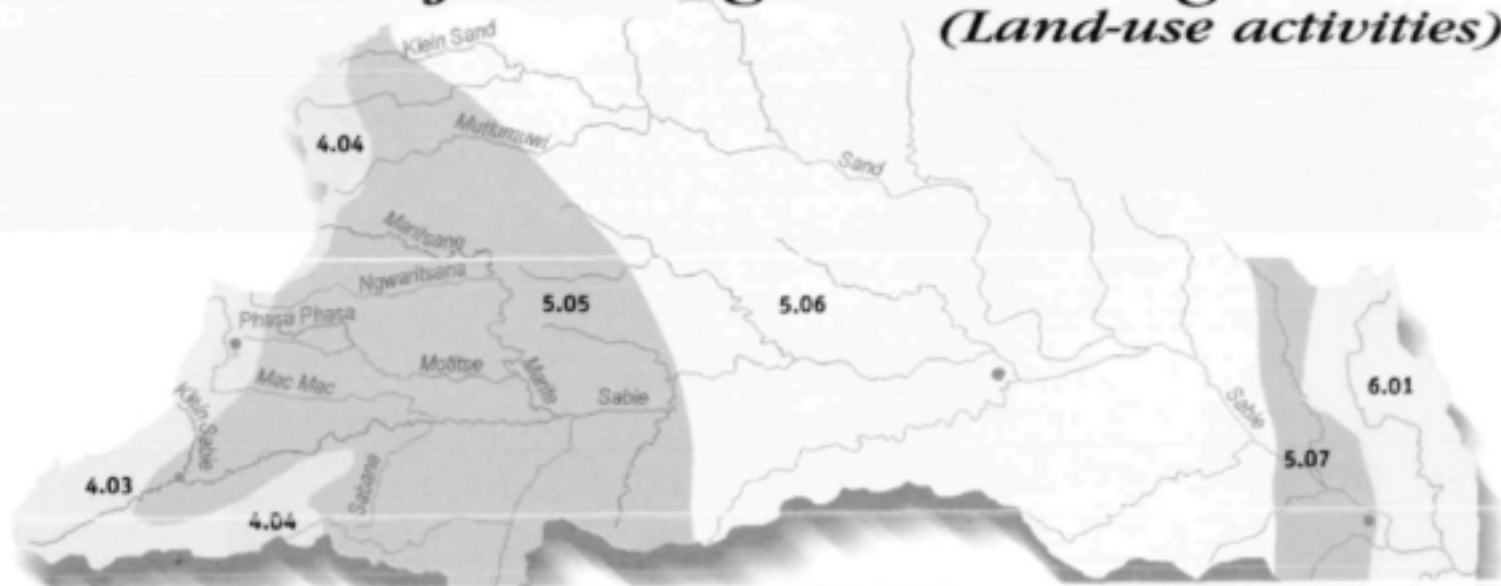 (Land-use activities)
Klein Sand
4.04
Mutlumuwi
Sand
Maritsane
Ngwaritsana
5.05
5.06
Phasa Phasa
Motitse
Marite
Mac Mac
Sabie
6.01
Klein Sabie
Sabie
5.07
4.03
Sabane
4.04